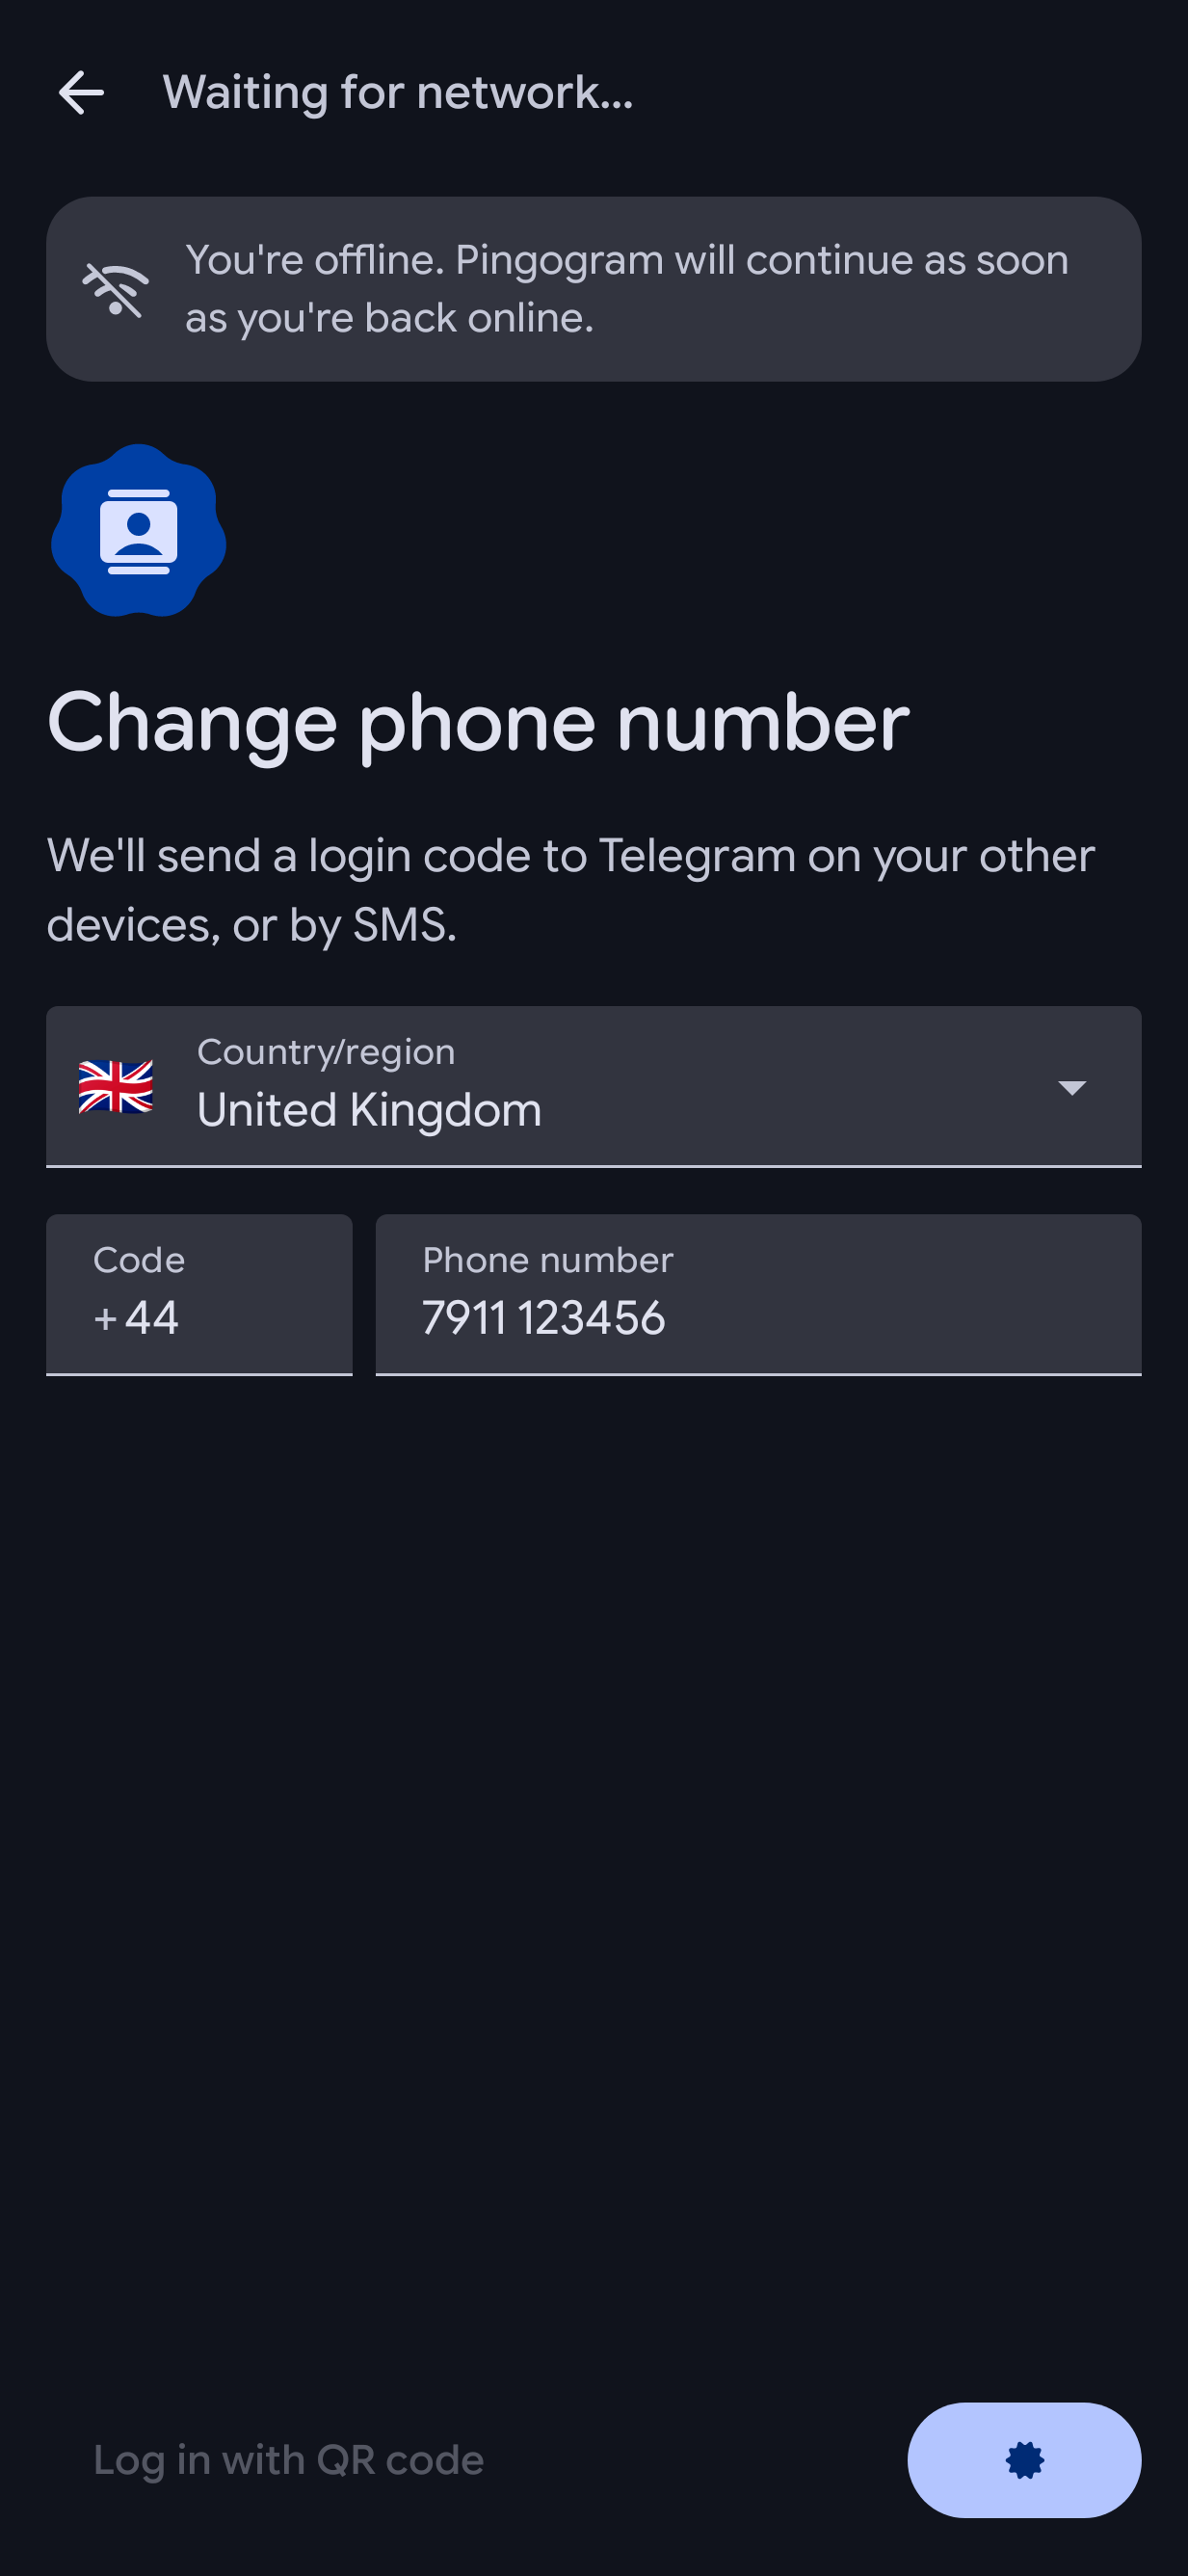 Waiting for network...
You're offline. Pingogram will continue as soon
as you're back online.
Change phone number
We'll send a login code to Telegram on your other
devices, or by SMS.
Country/region
United Kingdom
Code
+44
Phone number
7911 123456
Log in with QR code